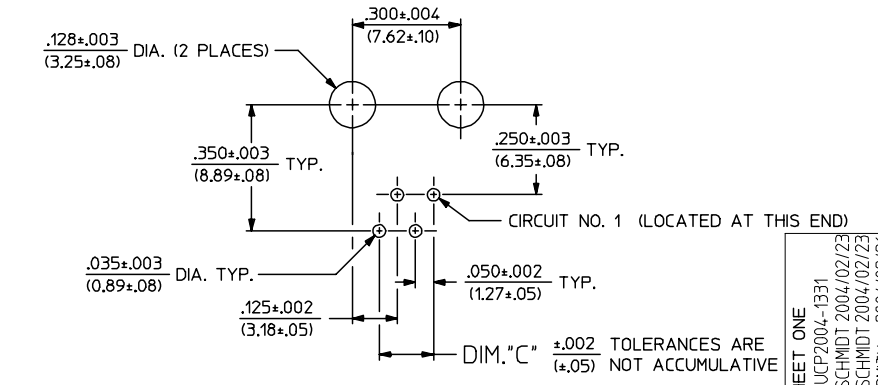 .300±.004
(7.62±.10)
.128±.003
(3.25±.08)
DIA. (2 PLACES)
.350±.003
(8.89±.08)
TYP.
.250±.003
(6.35±.08)
TYP.
CIRCUIT NO. 1 (LOCATED AT THIS END)
.035±.003
(0.89±.08)
DIA. TYP.
.050±.002
(1.27±.05)
TYP.
.125±.002
(3.18±.05)
DIM."C"
±.002
(±.05)
TOLERANCES ARE
NOT ACCUMULATIVE
EET ONE
UCP2004-1331
SCHMIDT 2004/02/23
SCHMIDT 2004/02/23